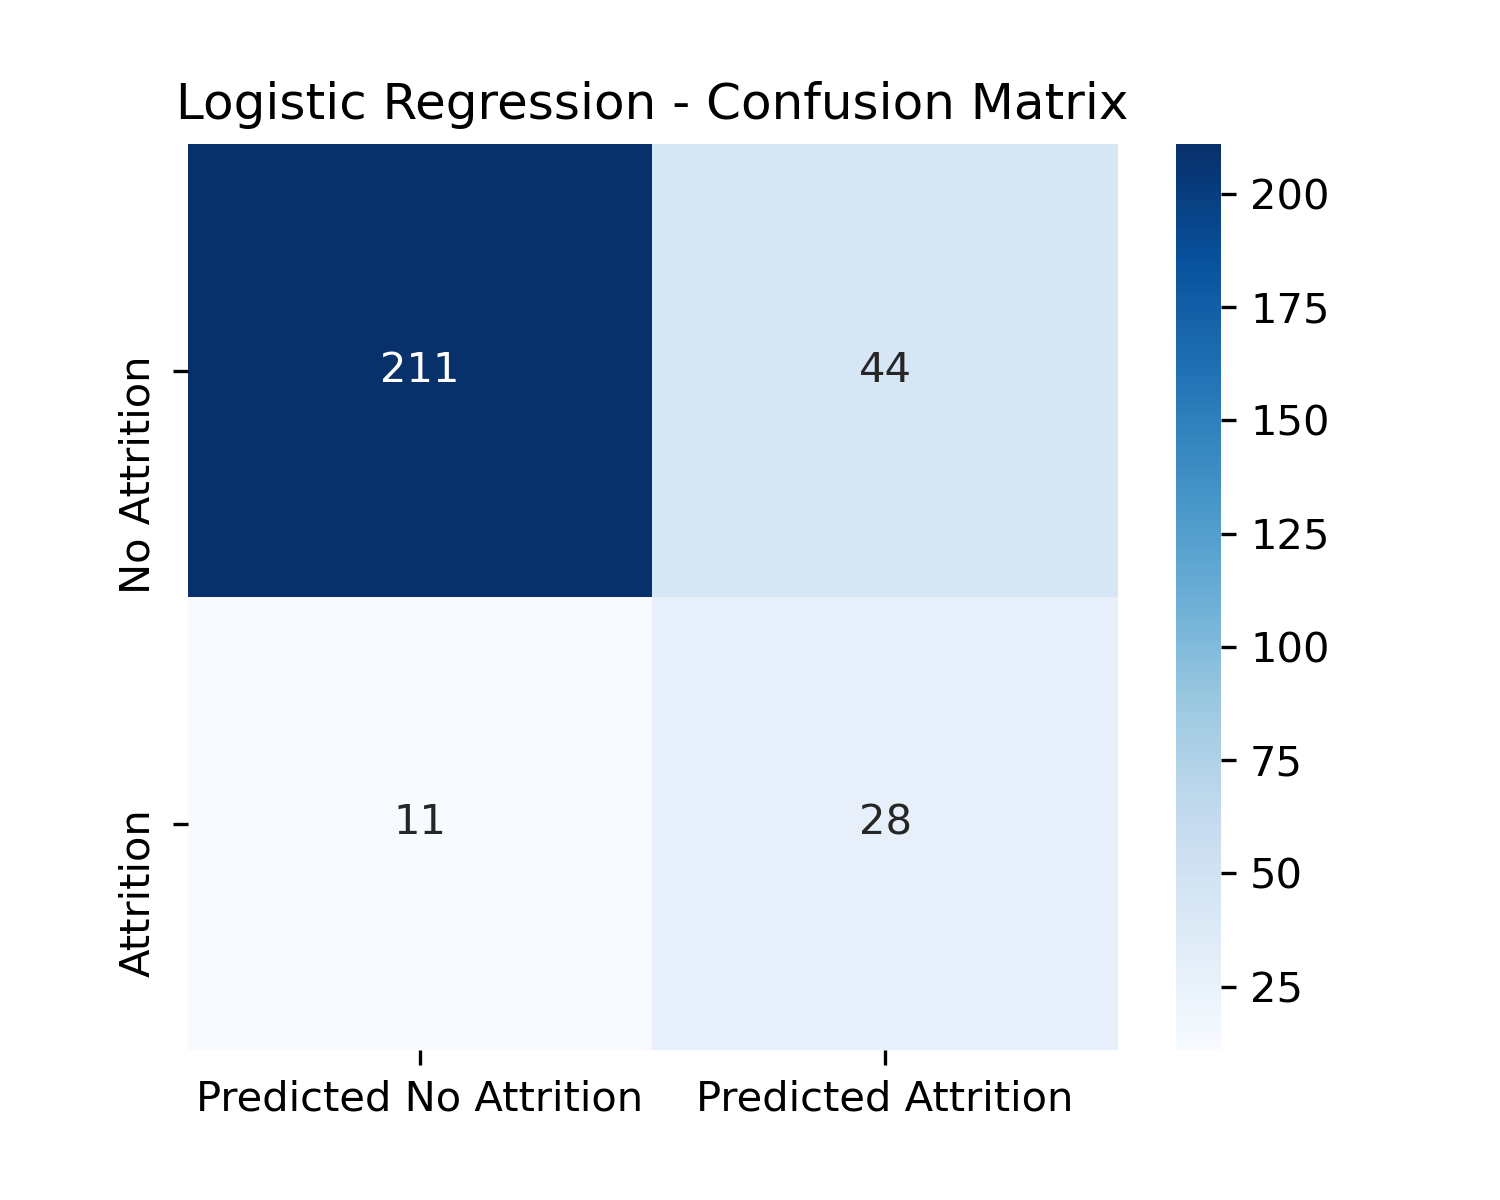 Logistic Regression - Confusion Matrix
No Attrition
211
44
Attrition
11
28
Predicted No Attrition
Predicted Attrition
200
175
150
125
100
75
50
25